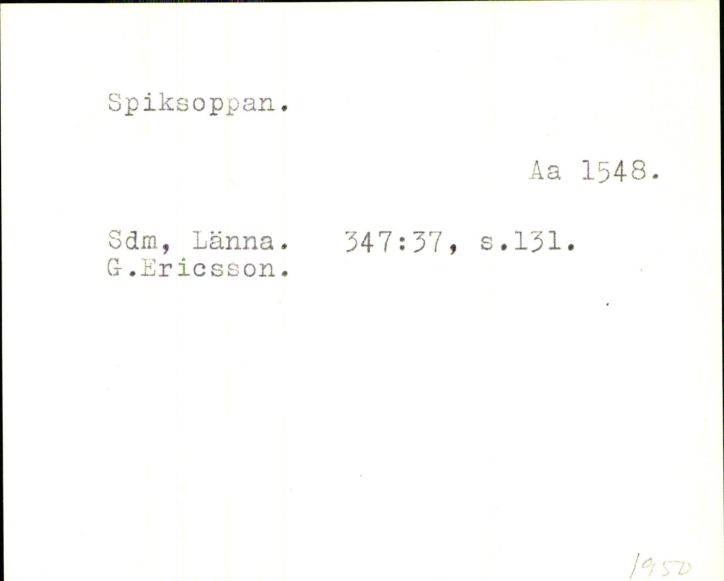 Spiksoppan.
Aa 1548.
Sdm, Länna. 347:37, s.131.
G.Ericsson.
1950